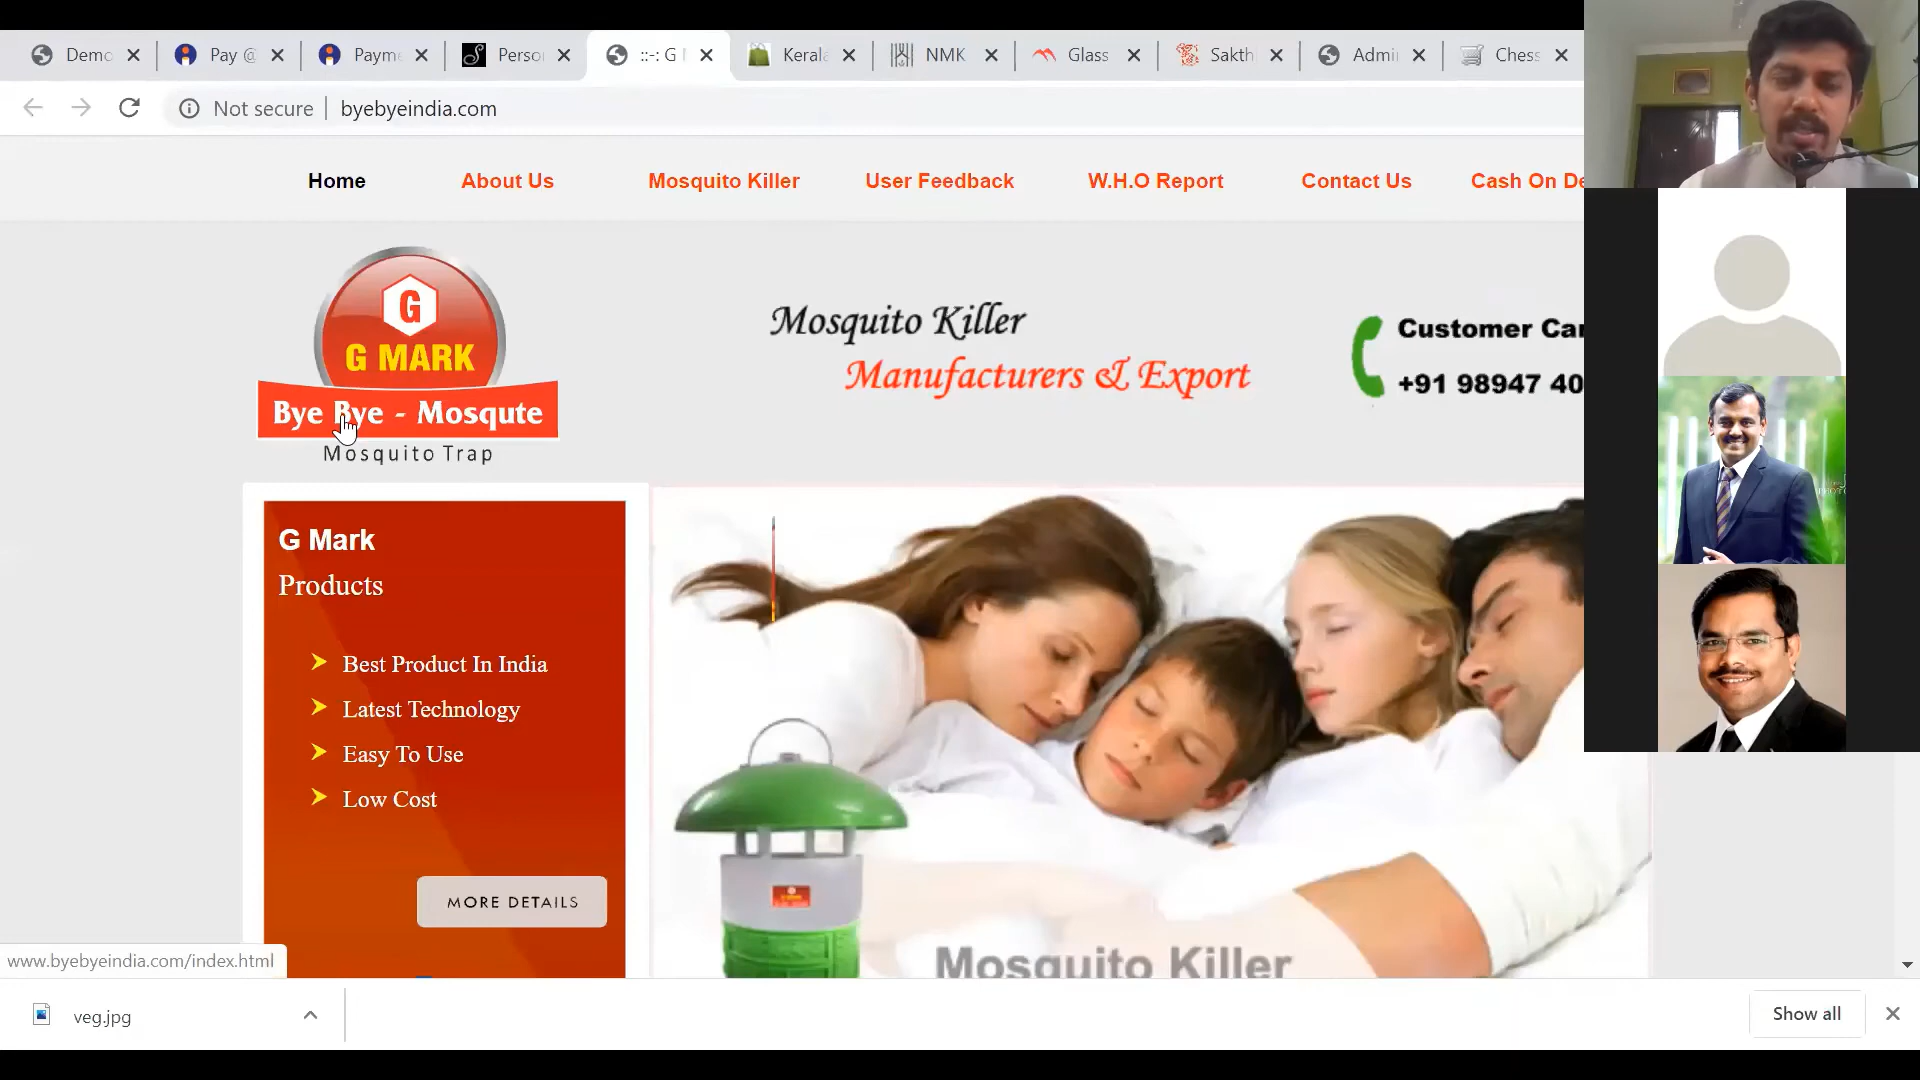 Demo
Pay @
Payme
Perso
::-: G
Kerala
NMK
Glass
Sakth
Admi
Chess
Not secure
byebyeindia.com
Home
About Us
Mosquito Killer
User Feedback
W.H.O Report
Contact Us
Cash On De
G
G MARK
Bye Bye - Mosqute
Mosquito Trap
Mosquito Killer
Manufacturers & Export
Customer Car
+91 98947 40
G Mark
Products
Best Product In India
Latest Technology
Easy To Use
Low Cost
MORE DETAILS
Mosquito Killer
www.byebyeindia.com/index.html
veg.jpg
Show all